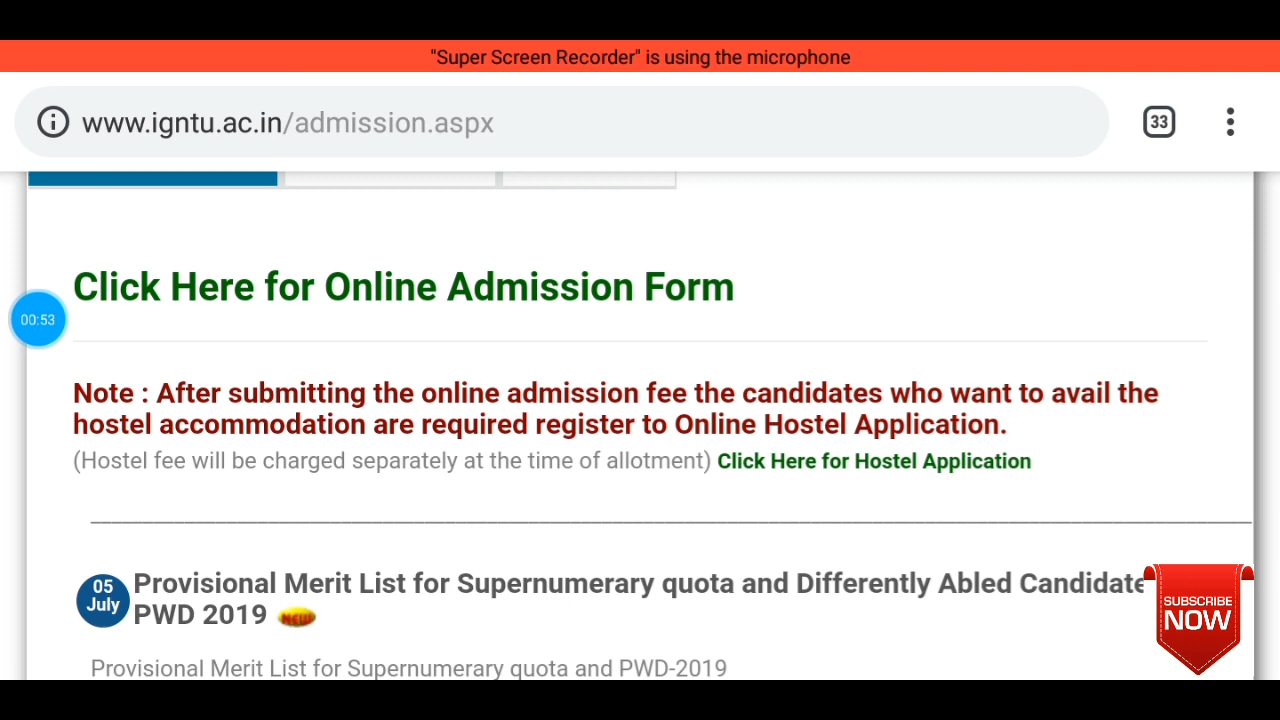 "Super Screen Recorder" is using the microphone
www.igntu.ac.in/admission.aspx
33
Click Here for Online Admission Form
00:53
Note : After submitting the online admission fee the candidates who want to avail the
hostel accommodation are required register to Online Hostel Application.
(Hostel fee will be charged separately at the time of allotment) Click Here for Hostel Application
05
July
Provisional Merit List for Supernumerary quota and Differently Abled Candidate
PWD 2019 NEW
SUBSCRIBE
NOW
Provisional Merit List for Supernumerary quota and PWD-2019